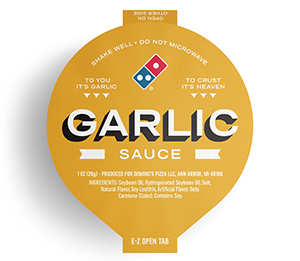 OPEN
OTHER SIDE
SHAKE WELL • DO NOT MICROWAVE
TO YOU
IT'S GARLIC
TO CRUST
IT'S HEAVEN
GARLIC
SAUCE
1 OZ (28g) • PRODUCED FOR DOMINO'S PIZZA LLC, ANN ARBOR, MI 48106
INGREDIENTS: Soybean Oil, Hydrogenated Soybean Oil, Salt,
Natural Flavor, Soy Lecithin, Artificial Flavor, Beta
Carotene (Color) Contains: Soy.
E-Z OPEN TAB